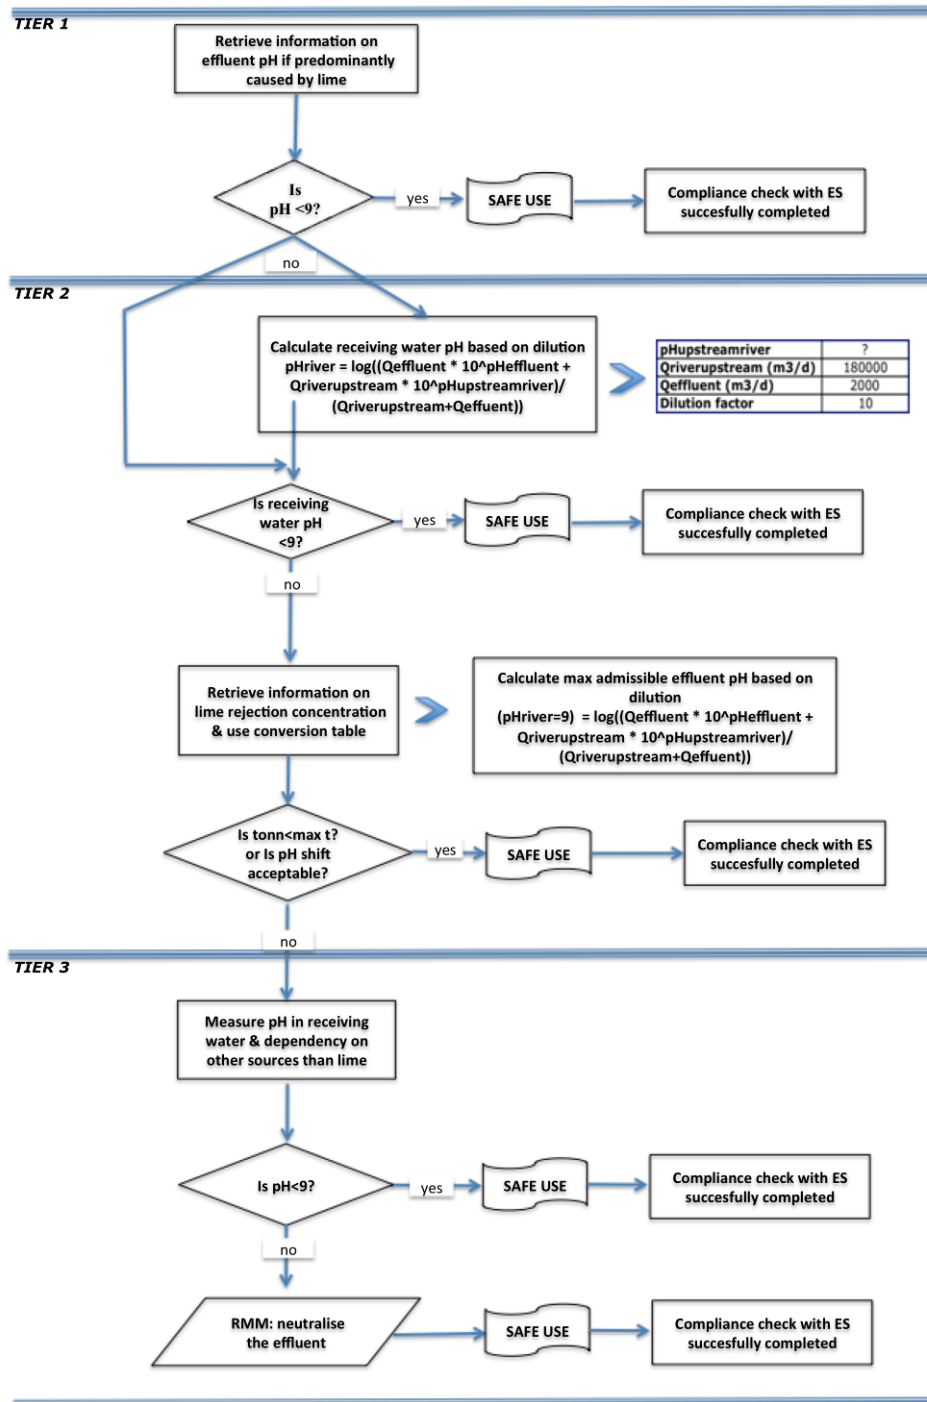 TIER 1
Retrieve information on
effluent pH if predominantly
caused by lime
Is
pH <9?
yes
SAFE USE
Compliance check with ES
succesfully completed
no
TIER 2
Calculate receiving water pH based on dilution
pHriver = log((Qeffluent * 10^pHeffluent +
Qriverupstream * 10^pHupstreamriver)/
(Qriverupstream+Qeffuent))
pHupstreamriver ?
Qriverupstream (m3/d) 180000
Qeffluent (m3/d) 2000
Dilution factor 10
Is receiving
water pH
<9?
yes
SAFE USE
Compliance check with ES
succesfully completed
no
Retrieve information on
lime rejection concentration
& use conversion table
Calculate max admissible effluent pH based on
dilution
(pHriver=9) = log((Qeffluent * 10^pHeffluent +
Qriverupstream * 10^pHupstreamriver)/
(Qriverupstream+Qeffuent))
Is tonn<max t?
or Is pH shift
acceptable?
yes
SAFE USE
Compliance check with ES
succesfully completed
no
TIER 3
Measure pH in receiving
water & dependency on
other sources than lime
Is pH<9?
yes
SAFE USE
Compliance check with ES
succesfully completed
no
RMM: neutralise
the effluent
SAFE USE
Compliance check with ES
succesfully completed